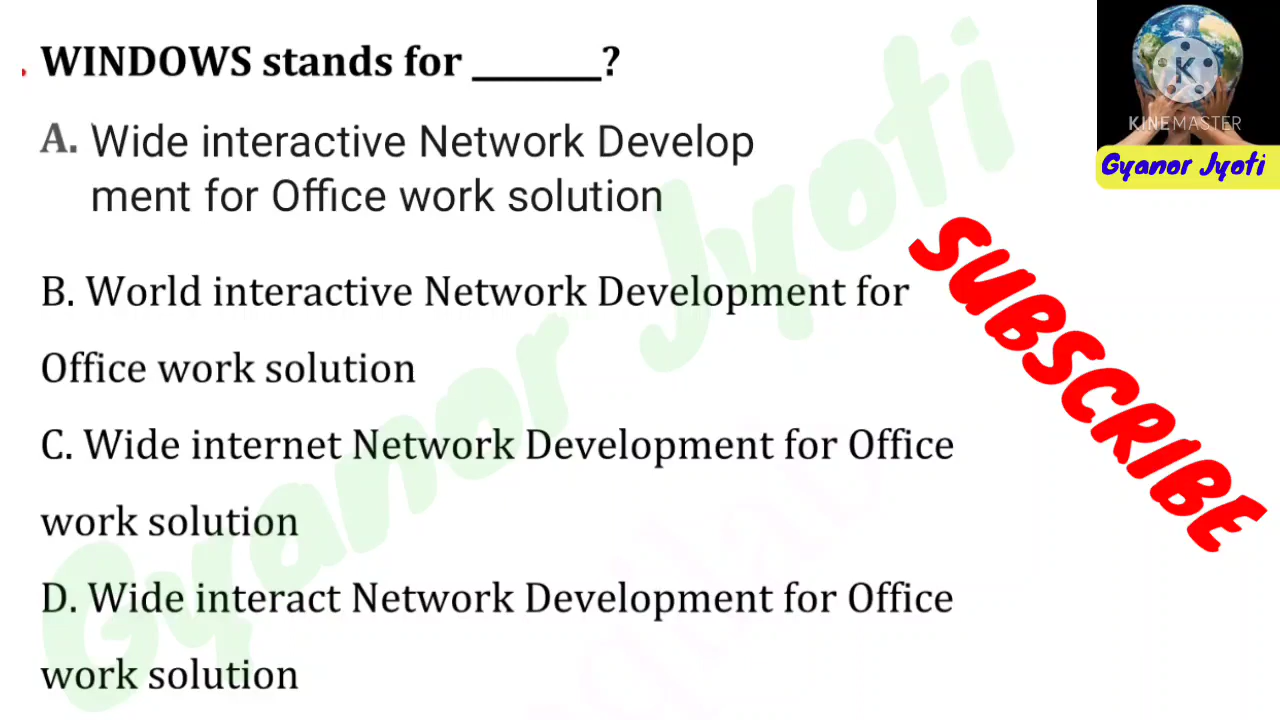 WINDOWS stands for _______?
A. Wide interactive Network Develop
ment for Office work solution
B. World interactive Network Development for
Office work solution
C. Wide internet Network Development for Office
work solution
D. Wide interact Network Development for Office
work solution
K
KINEMASTER
Gyanor Jyoti
SUBSCRIBE
Gyanor Jyoti